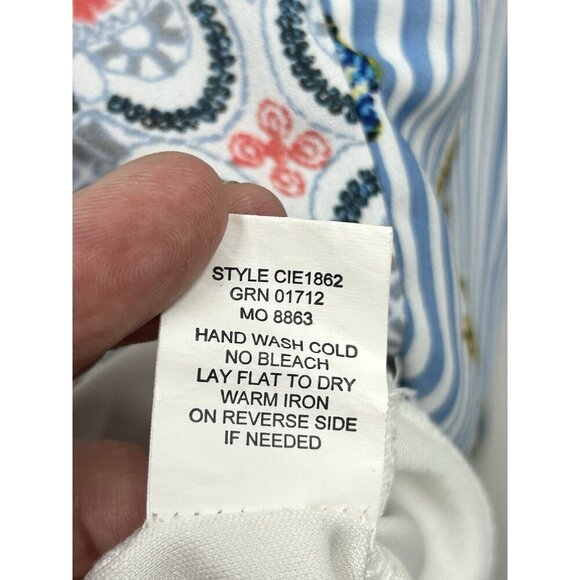 STYLE CIE1862
GRN 01712
MO 8863
HAND WASH COLD
NO BLEACH
LAY FLAT TO DRY
WARM IRON
ON REVERSE SIDE
IF NEEDED